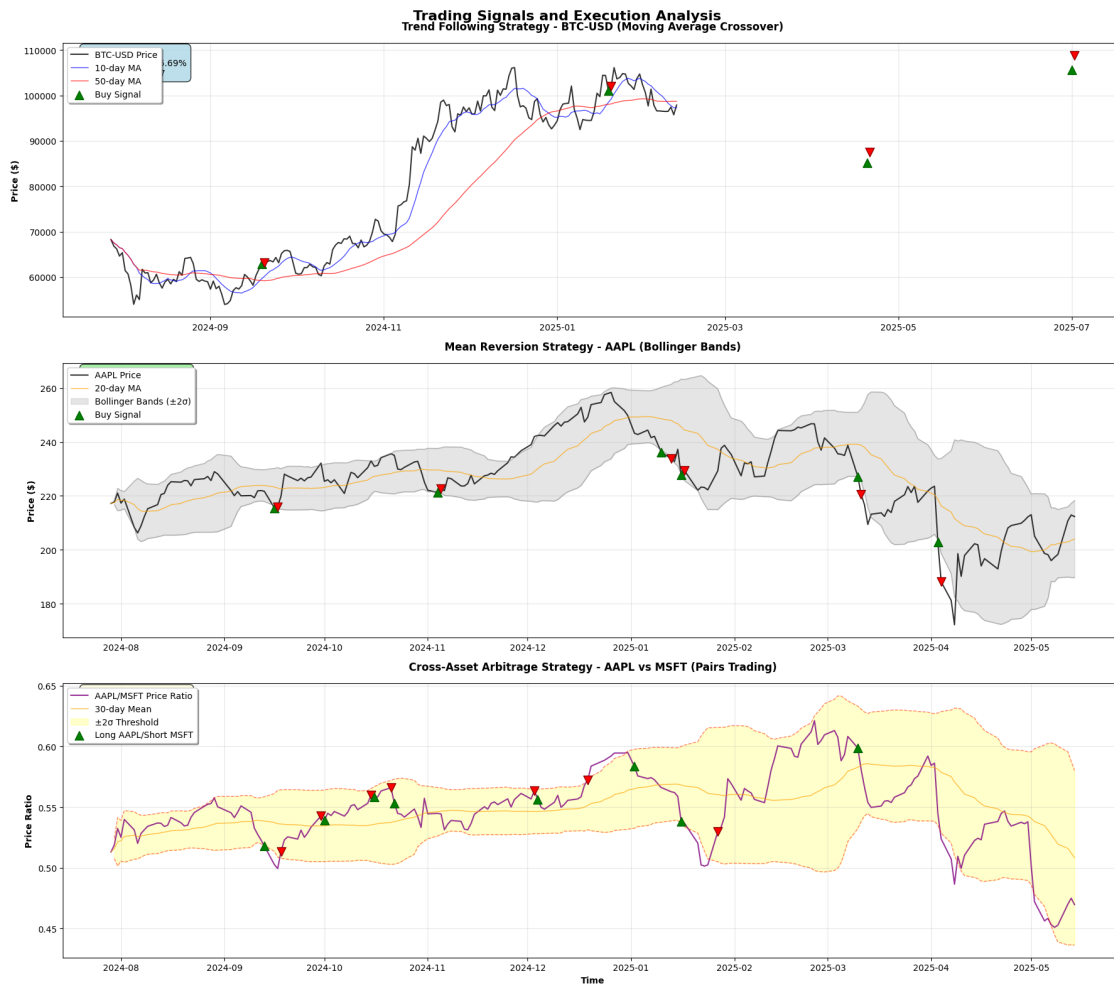 Trading Signals and Execution Analysis
Trend Following Strategy - BTC-USD (Moving Average Crossover)
110000
100000
90000
80000
70000
60000
Price ($)
BTC-USD Price
10-day MA
50-day MA
Buy Signal
.69%
2024-09
2024-11
2025-01
2025-03
2025-05
2025-07
Mean Reversion Strategy - AAPL (Bollinger Bands)
260
240
220
200
180
Price ($)
AAPL Price
20-day MA
Bollinger Bands (±2σ)
Buy Signal
2024-08
2024-09
2024-10
2024-11
2024-12
2025-01
2025-02
2025-03
2025-04
2025-05
Cross-Asset Arbitrage Strategy - AAPL vs MSFT (Pairs Trading)
0.65
0.60
0.55
0.50
0.45
Price Ratio
AAPL/MSFT Price Ratio
30-day Mean
±2σ Threshold
Long AAPL/Short MSFT
2024-08
2024-09
2024-10
2024-11
2024-12
2025-01
2025-02
2025-03
2025-04
2025-05
Time